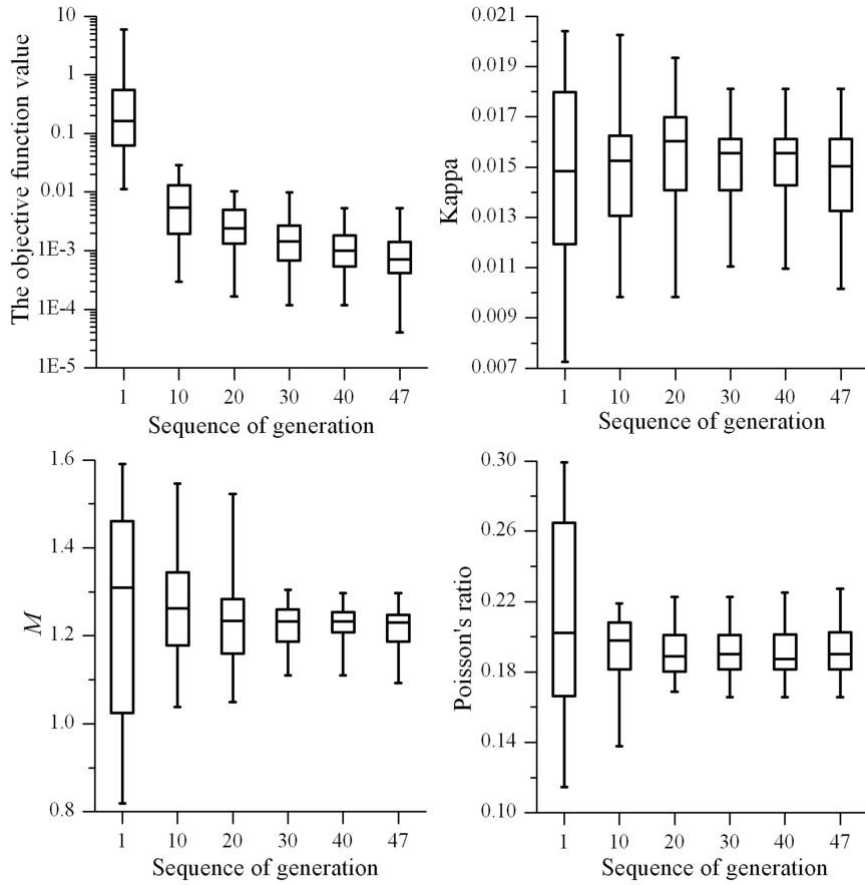 The objective function value
10
1
0.1
0.01
1E-3
1E-4
1E-5
1 10 20 30 40 47
Sequence of generation
Kappa
0.021
0.019
0.017
0.015
0.013
0.011
0.009
0.007
1 10 20 30 40 47
Sequence of generation
M
1.6
1.4
1.2
1.0
0.8
1 10 20 30 40 47
Sequence of generation
Poisson's ratio
0.30
0.26
0.22
0.18
0.14
0.10
1 10 20 30 40 47
Sequence of generation